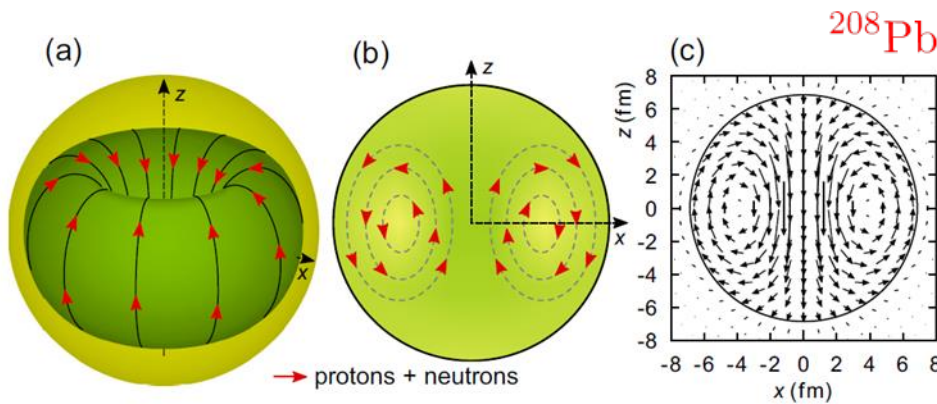 ²⁰⁸Pb
(a)
z
x
(b)
z
x
→ protons + neutrons
(c)
z (fm)
8
6
4
2
0
-2
-4
-6
-8
-8 -6 -4 -2 0 2 4 6 8
x (fm)